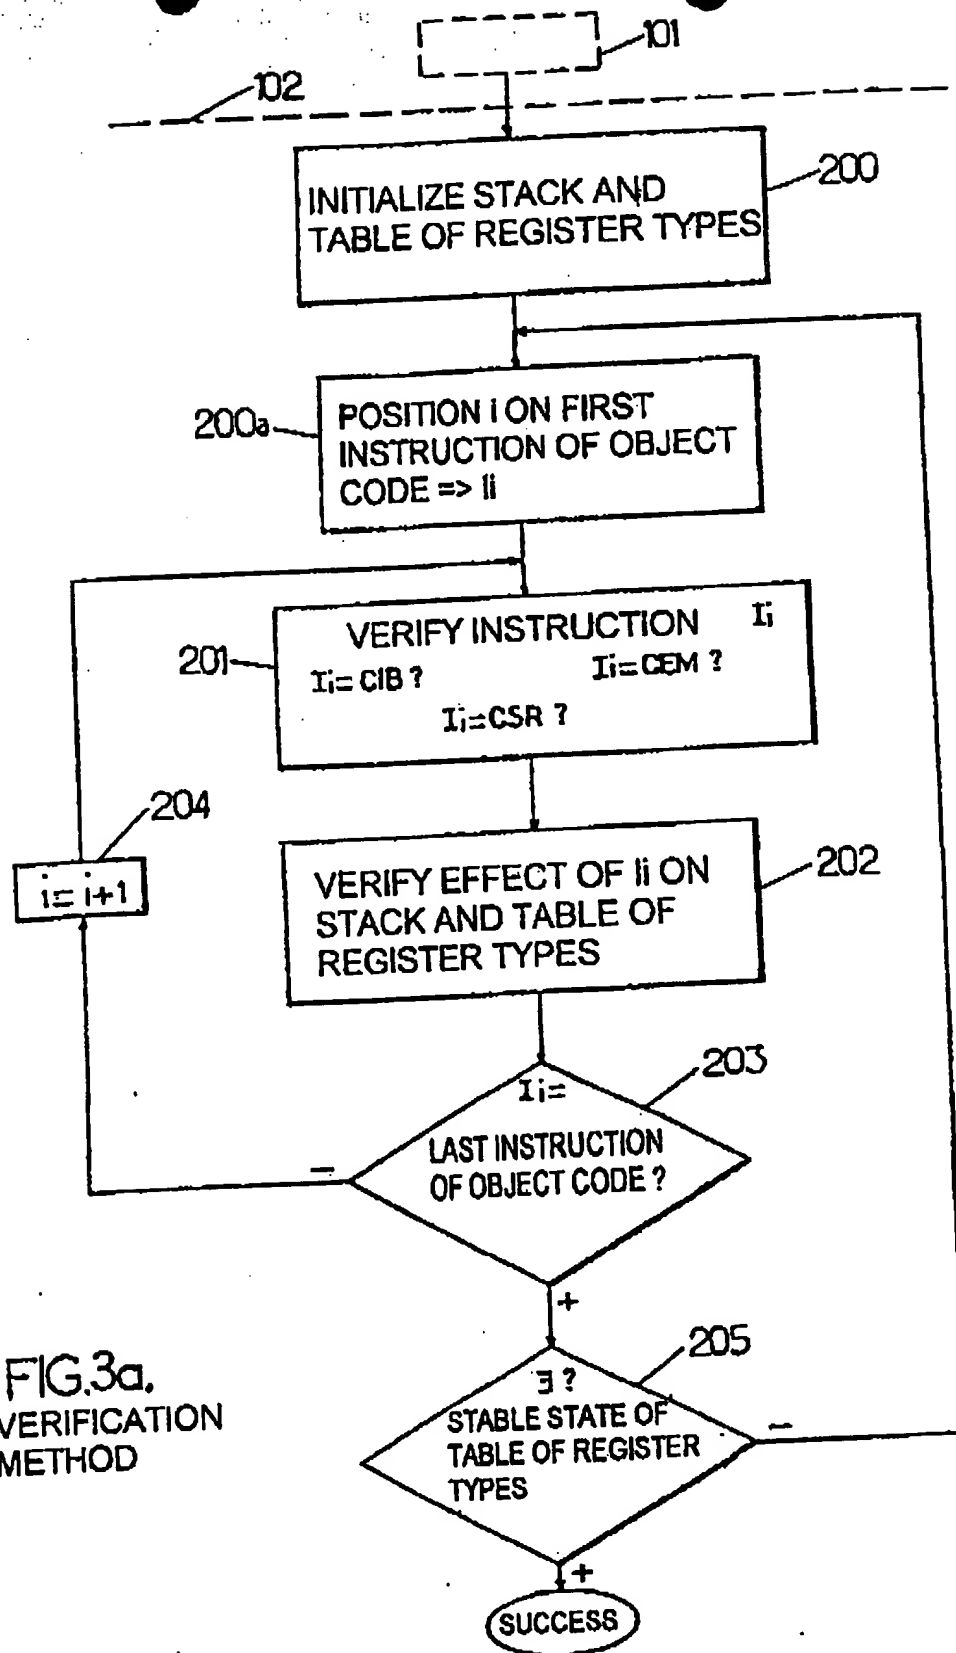 101
102
200
INITIALIZE STACK AND
TABLE OF REGISTER TYPES
200a
POSITION i ON FIRST
INSTRUCTION OF OBJECT
CODE => Ii
201
VERIFY INSTRUCTION Ii
Ii=CIB ? Ii=CEM ?
Ii=CSR ?
204
i=i+1
202
VERIFY EFFECT OF Ii ON
STACK AND TABLE OF
REGISTER TYPES
203
Ii=
LAST INSTRUCTION
OF OBJECT CODE ?
-
+
205
∃ ?
STABLE STATE OF
TABLE OF REGISTER
TYPES
-
+
SUCCESS
FIG.3a.
VERIFICATION
METHOD